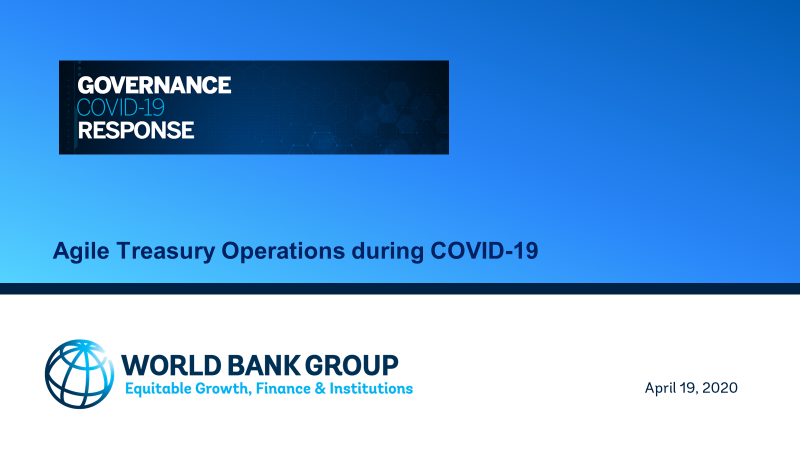 GOVERNANCE
COVID-19
RESPONSE
Agile Treasury Operations during COVID-19
WORLD BANK GROUP
Equitable Growth, Finance & Institutions
April 19, 2020